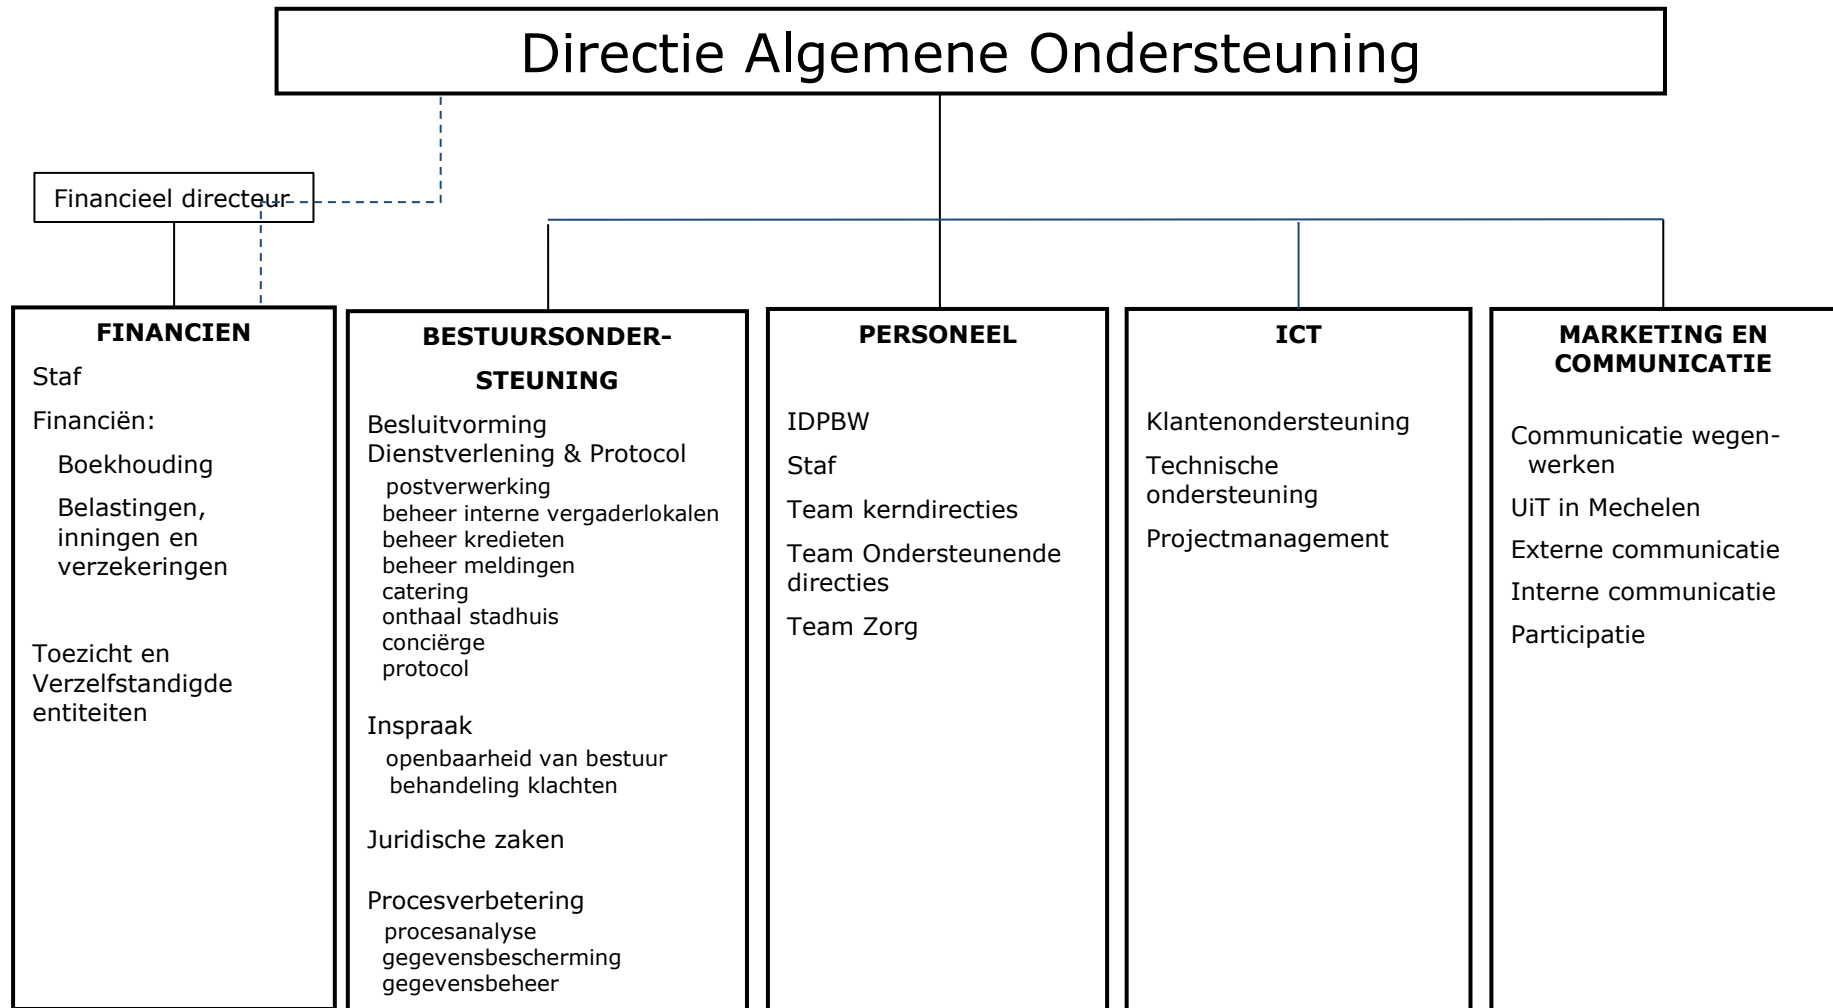 Directie Algemene Ondersteuning
Financieel directeur
FINANCIEN
Staf
Financiën:
Boekhouding
Belastingen,
inningen en
verzekeringen
Toezicht en
Verzelfstandigde
entiteiten
BESTUURSONDER-
STEUNING
Besluitvorming
Dienstverlening & Protocol
postverwerking
beheer interne vergaderlokalen
beheer kredieten
beheer meldingen
catering
onthaal stadhuis
conciërge
protocol
Inspraak
openbaarheid van bestuur
behandeling klachten
Juridische zaken
Procesverbetering
procesanalyse
gegevensbescherming
gegevensbeheer
PERSONEEL
IDPBW
Staf
Team kerndirecties
Team Ondersteunende
directies
Team Zorg
ICT
Klantenondersteuning
Technische
ondersteuning
Projectmanagement
MARKETING EN
COMMUNICATIE
Communicatie wegen-
werken
UiT in Mechelen
Externe communicatie
Interne communicatie
Participatie